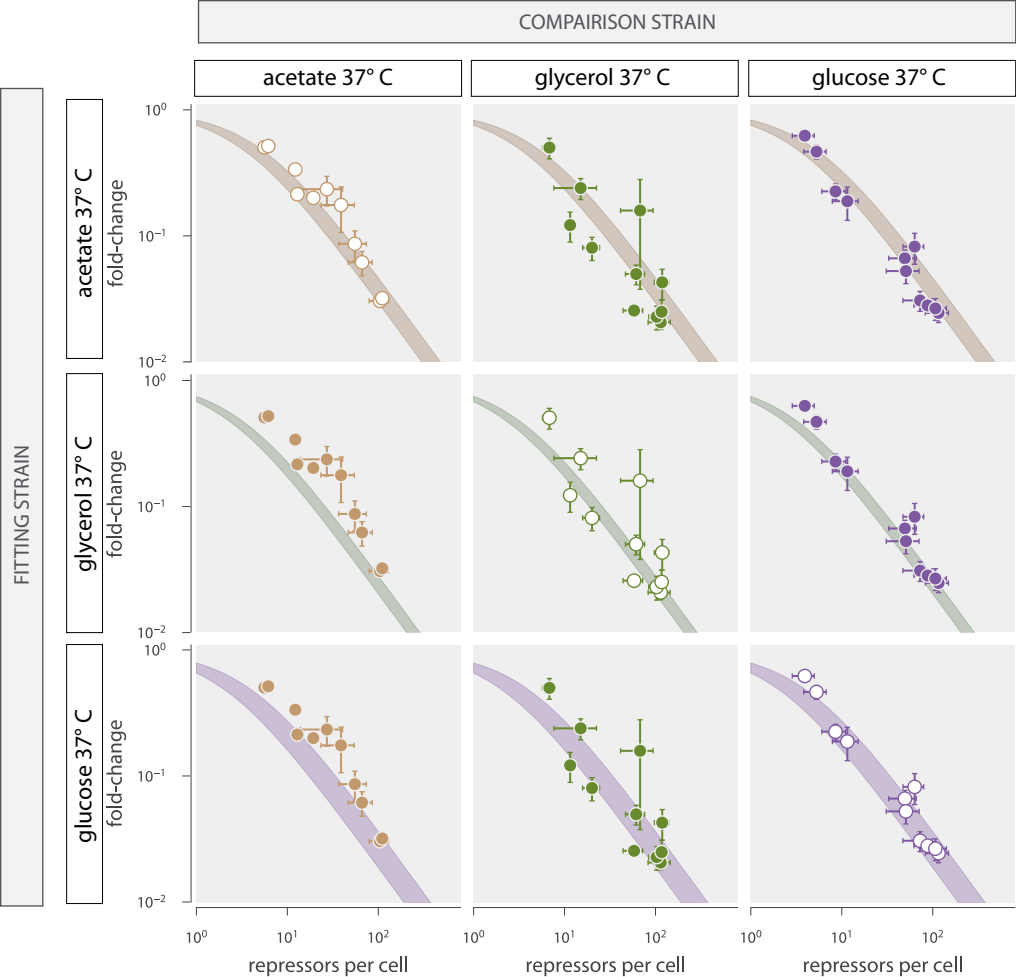 COMPAIRISON STRAIN
acetate 37° C
glycerol 37° C
glucose 37° C
FITTING STRAIN
acetate 37° C
fold-change
10⁰
10⁻¹
10⁻²
glycerol 37° C
fold-change
10⁰
10⁻¹
10⁻²
glucose 37° C
fold-change
10⁰
10⁻¹
10⁻²
10⁰ 10¹ 10² 10⁰ 10¹ 10² 10⁰ 10¹ 10²
repressors per cell repressors per cell repressors per cell